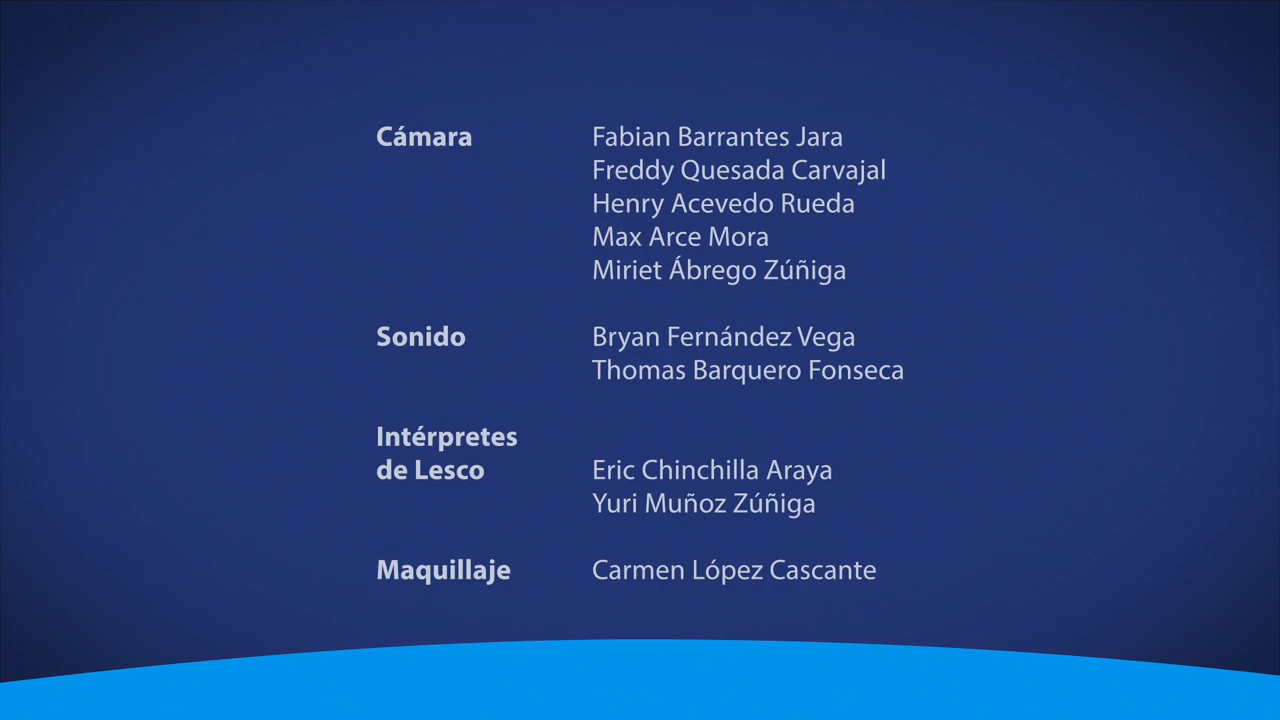 Cámara Fabian Barrantes Jara
Freddy Quesada Carvajal
Henry Acevedo Rueda
Max Arce Mora
Miriet Ábrego Zúñiga
Sonido Bryan Fernández Vega
Thomas Barquero Fonseca
Intérpretes
de Lesco Eric Chinchilla Araya
Yuri Muñoz Zúñiga
Maquillaje Carmen López Cascante